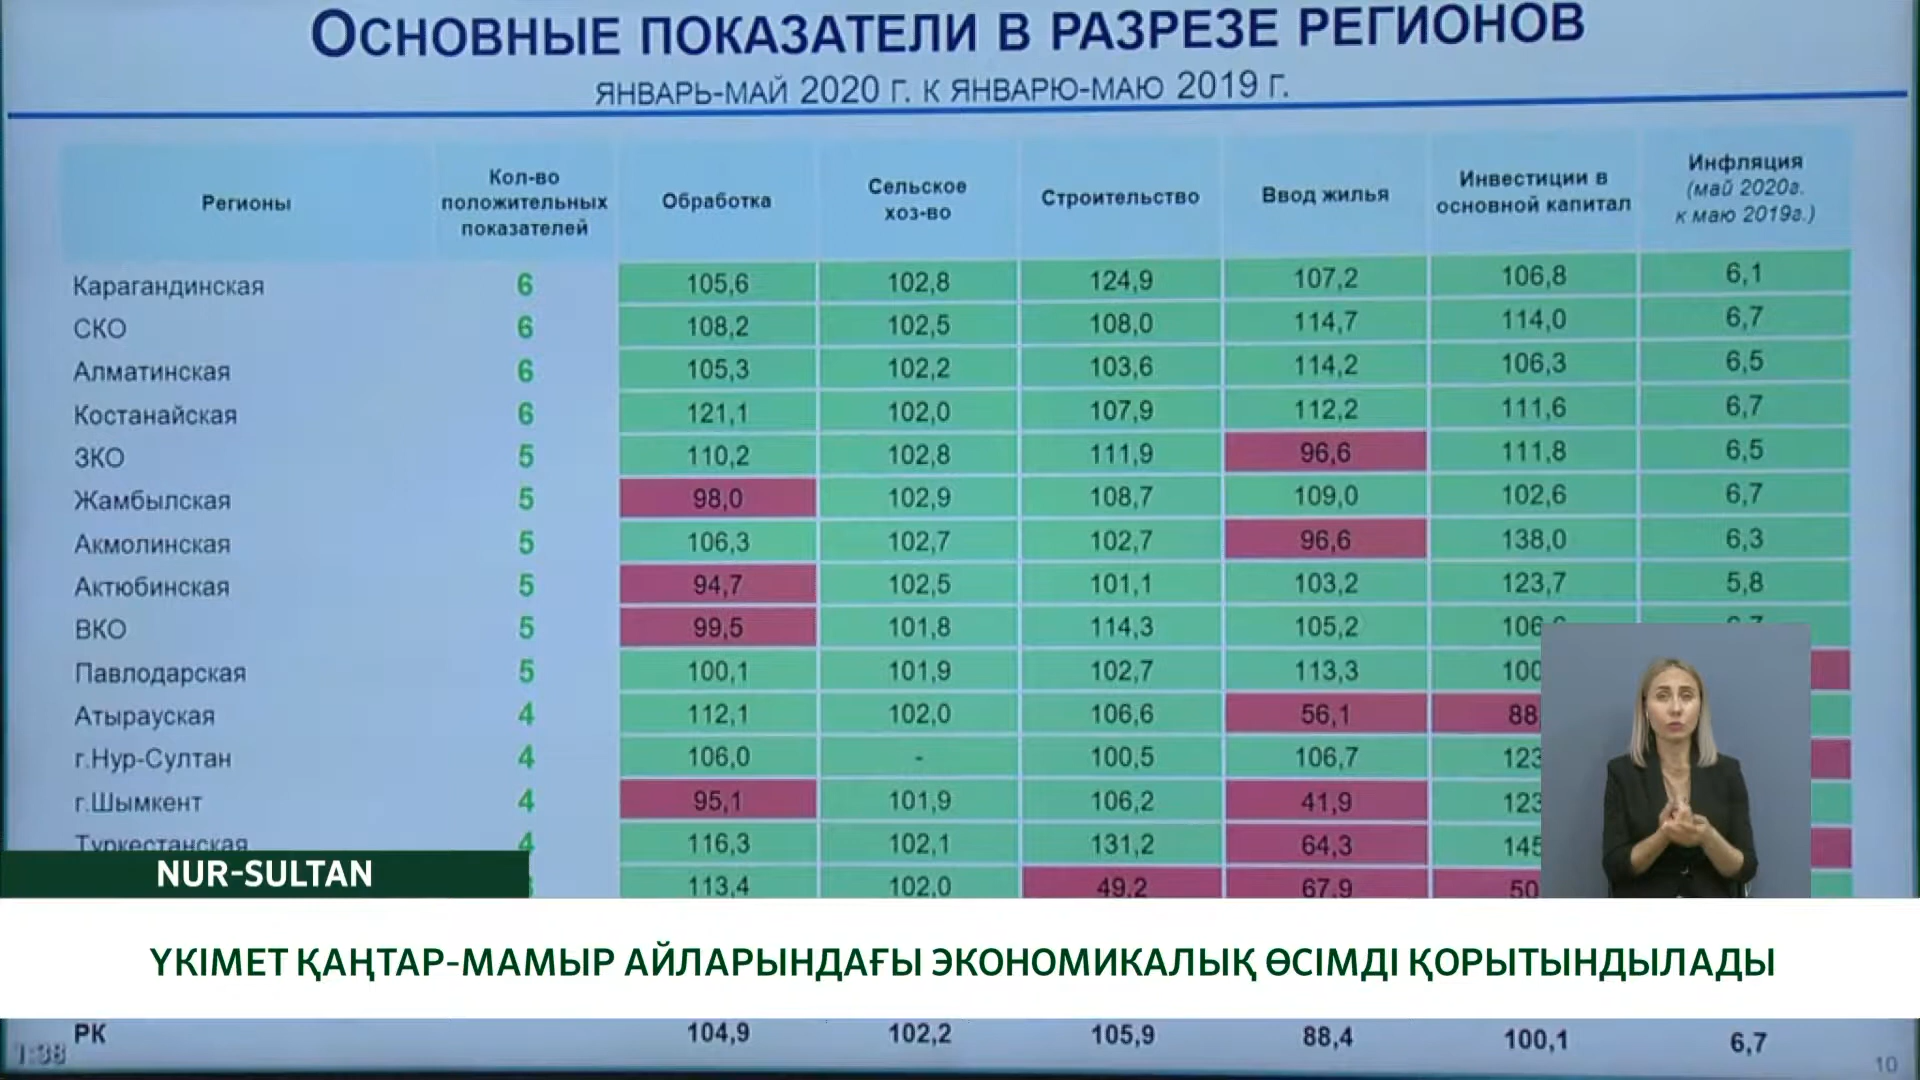 ОСНОВНЫЕ ПОКАЗАТЕЛИ В РАЗРЕЗЕ РЕГИОНОВ
ЯНВАРЬ-МАЙ 2020 Г. К ЯНВАРЮ-МАЮ 2019 Г.
Регионы Кол-во положительных показателей Обработка Сельское хоз-во Строительство Ввод жилья Инвестиции в основной капитал Инфляция (май 2020г. к маю 2019г.)
Карагандинская 6 105,6 102,8 124,9 107,2 106,8 6,1
СКО 6 108,2 102,5 108,0 114,7 114,0 6,7
Алматинская 6 105,3 102,2 103,6 114,2 106,3 6,5
Костанайская 6 121,1 102,0 107,9 112,2 111,6 6,7
ЗКО 5 110,2 102,8 111,9 96,6 111,8 6,5
Жамбылская 5 98,0 102,9 108,7 109,0 102,6 6,7
Акмолинская 5 106,3 102,7 102,7 96,6 138,0 6,3
Актюбинская 5 94,7 102,5 101,1 103,2 123,7 5,8
ВКО 5 99,5 101,8 114,3 105,2 106
Павлодарская 5 100,1 101,9 102,7 113,3 100
Атырауская 4 112,1 102,0 106,6 56,1 88
г.Нур-Султан 4 106,0 - 100,5 106,7 123
г.Шымкент 4 95,1 101,9 106,2 41,9 123
Туркестанская 4 116,3 102,1 131,2 64,3 145
113,4 102,0 49,2 67,9 50
NUR-SULTAN
ҮКІМЕТ ҚАҢТАР-МАМЫР АЙЛАРЫНДАҒЫ ЭКОНОМИКАЛЫҚ ӨСІМДІ ҚОРЫТЫНДЫЛАДЫ
РК 104,9 102,2 105,9 88,4 100,1 6,7
1:38
10